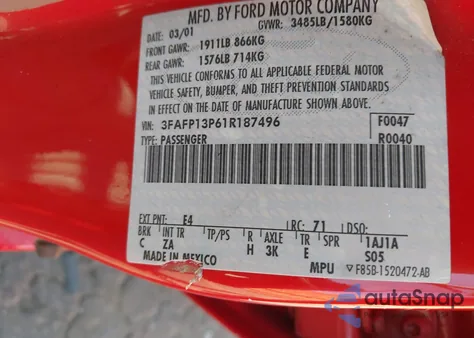 MFD. BY FORD MOTOR COMPANY
DATE: 03/01 GVWR: 3485LB/1580KG
FRONT GAWR: 1911LB 866KG
REAR GAWR: 1576LB 714KG
THIS VEHICLE CONFORMS TO ALL APPLICABLE FEDERAL MOTOR
VEHICLE SAFETY, BUMPER, AND THEFT PREVENTION STANDARDS
IN EFFECT ON THE DATE OF MANUFACTURE SHOWN ABOVE.
VIN: 3FAFP13P61R187496 F0047
TYPE: PASSENGER R0040
EXT PNT: E4 RC: 71 DSO:
BRK INT TR TP/PS R AXLE TR SPR 1AJ1A
C ZA H 3K E S05
MADE IN MEXICO MPU F85B-1520472-AB
autoSnap